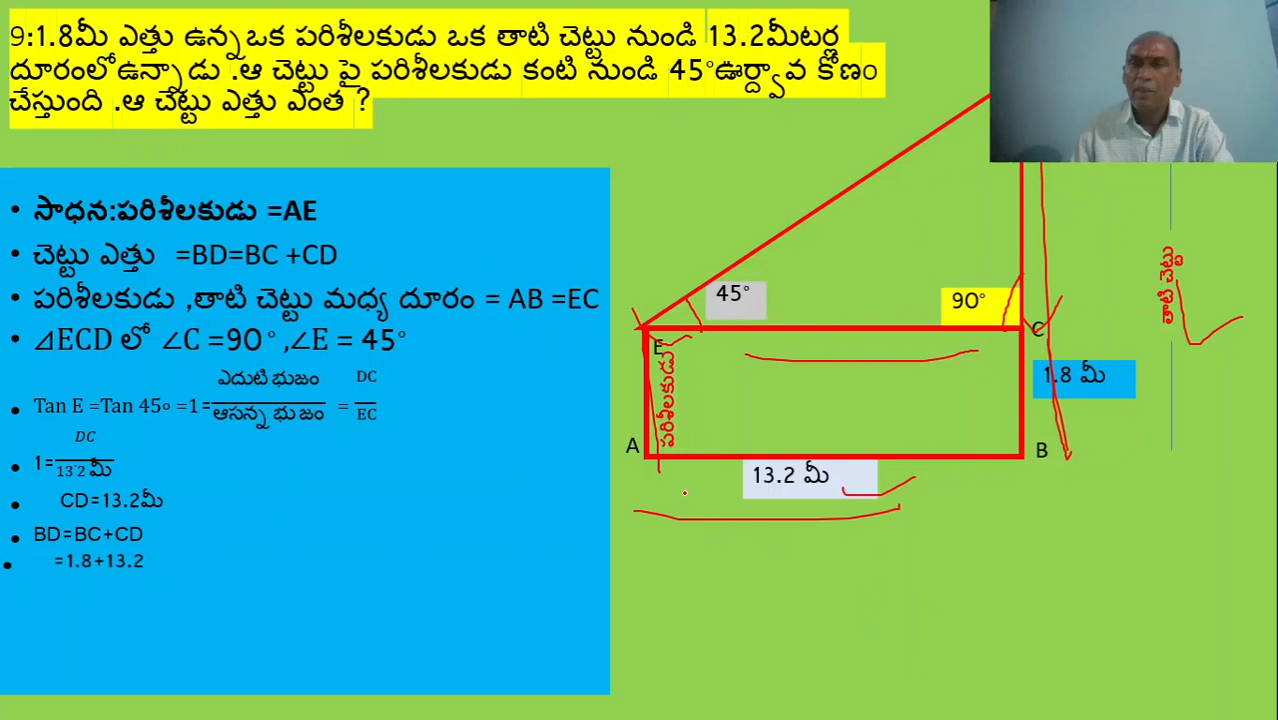 9:1.8మీ ఎత్తు ఉన్న ఒక పరిశీలకుడు ఒక తాటి చెట్టు నుండి 13.2మీటర్ల
దూరంలోఉన్నాడు .ఆ చెట్టు పై పరిశీలకుడు కంటి నుండి 45°ఊర్ద్వావ కోణం
చేస్తుంది .ఆ చెట్టు ఎత్తు ఎంత ?
• సాధన:పరిశీలకుడు =AE
• చెట్టు ఎత్తు =BD=BC +CD
• పరిశీలకుడు ,తాటి చెట్టు మధ్య దూరం = AB =EC
• ⊿ECD లో ∠C =90° ,∠E = 45°
• Tan E =Tan 45० =1= ఎదుటి భుజం / ఆసన్న భుజం = DC / EC
• 1= DC / 13.2 మీ
• CD=13.2మీ
• BD=BC+CD
• =1.8+13.2
45°
90°
E
C
పరిశీలకుడు
తాటి చెట్టు
1.8 మీ
A
B
13.2 మీ